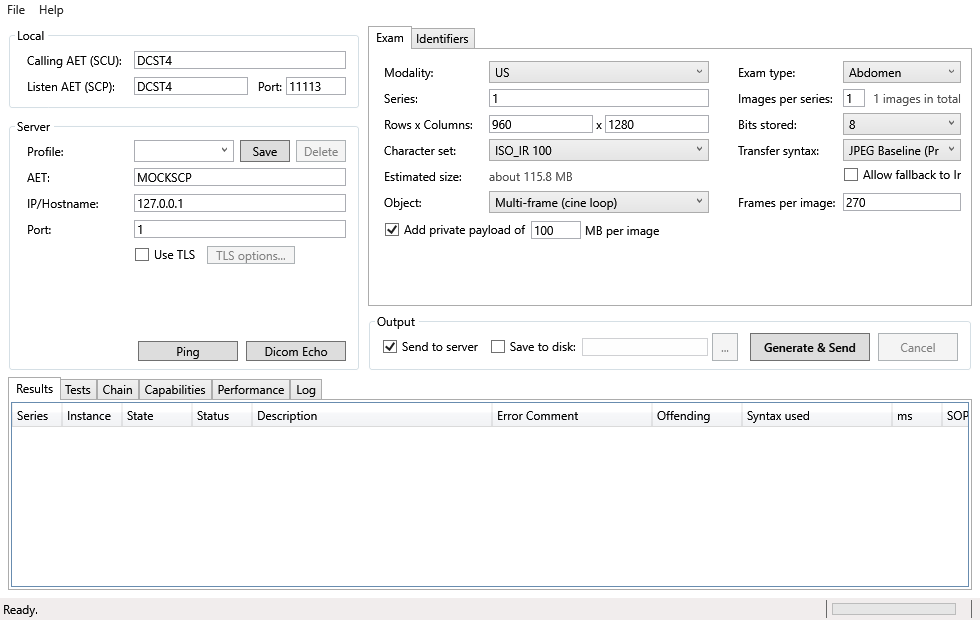 File Help
Local
Calling AET (SCU): DCST4
Listen AET (SCP): DCST4 Port: 11113
Server
Profile: Save Delete
AET: MOCKSCP
IP/Hostname: 127.0.0.1
Port: 1
Use TLS TLS options...
Ping Dicom Echo
Exam Identifiers
Modality: US Exam type: Abdomen
Series: 1 Images per series: 1 1 images in total
Rows x Columns: 960 x 1280 Bits stored: 8
Character set: ISO_IR 100 Transfer syntax: JPEG Baseline (Pr
Estimated size: about 115.8 MB Allow fallback to Ir
Object: Multi-frame (cine loop) Frames per image: 270
Add private payload of 100 MB per image
Output
Send to server Save to disk: ... Generate & Send Cancel
Results Tests Chain Capabilities Performance Log
Series Instance State Status Description Error Comment Offending Syntax used ms SOP
Ready.